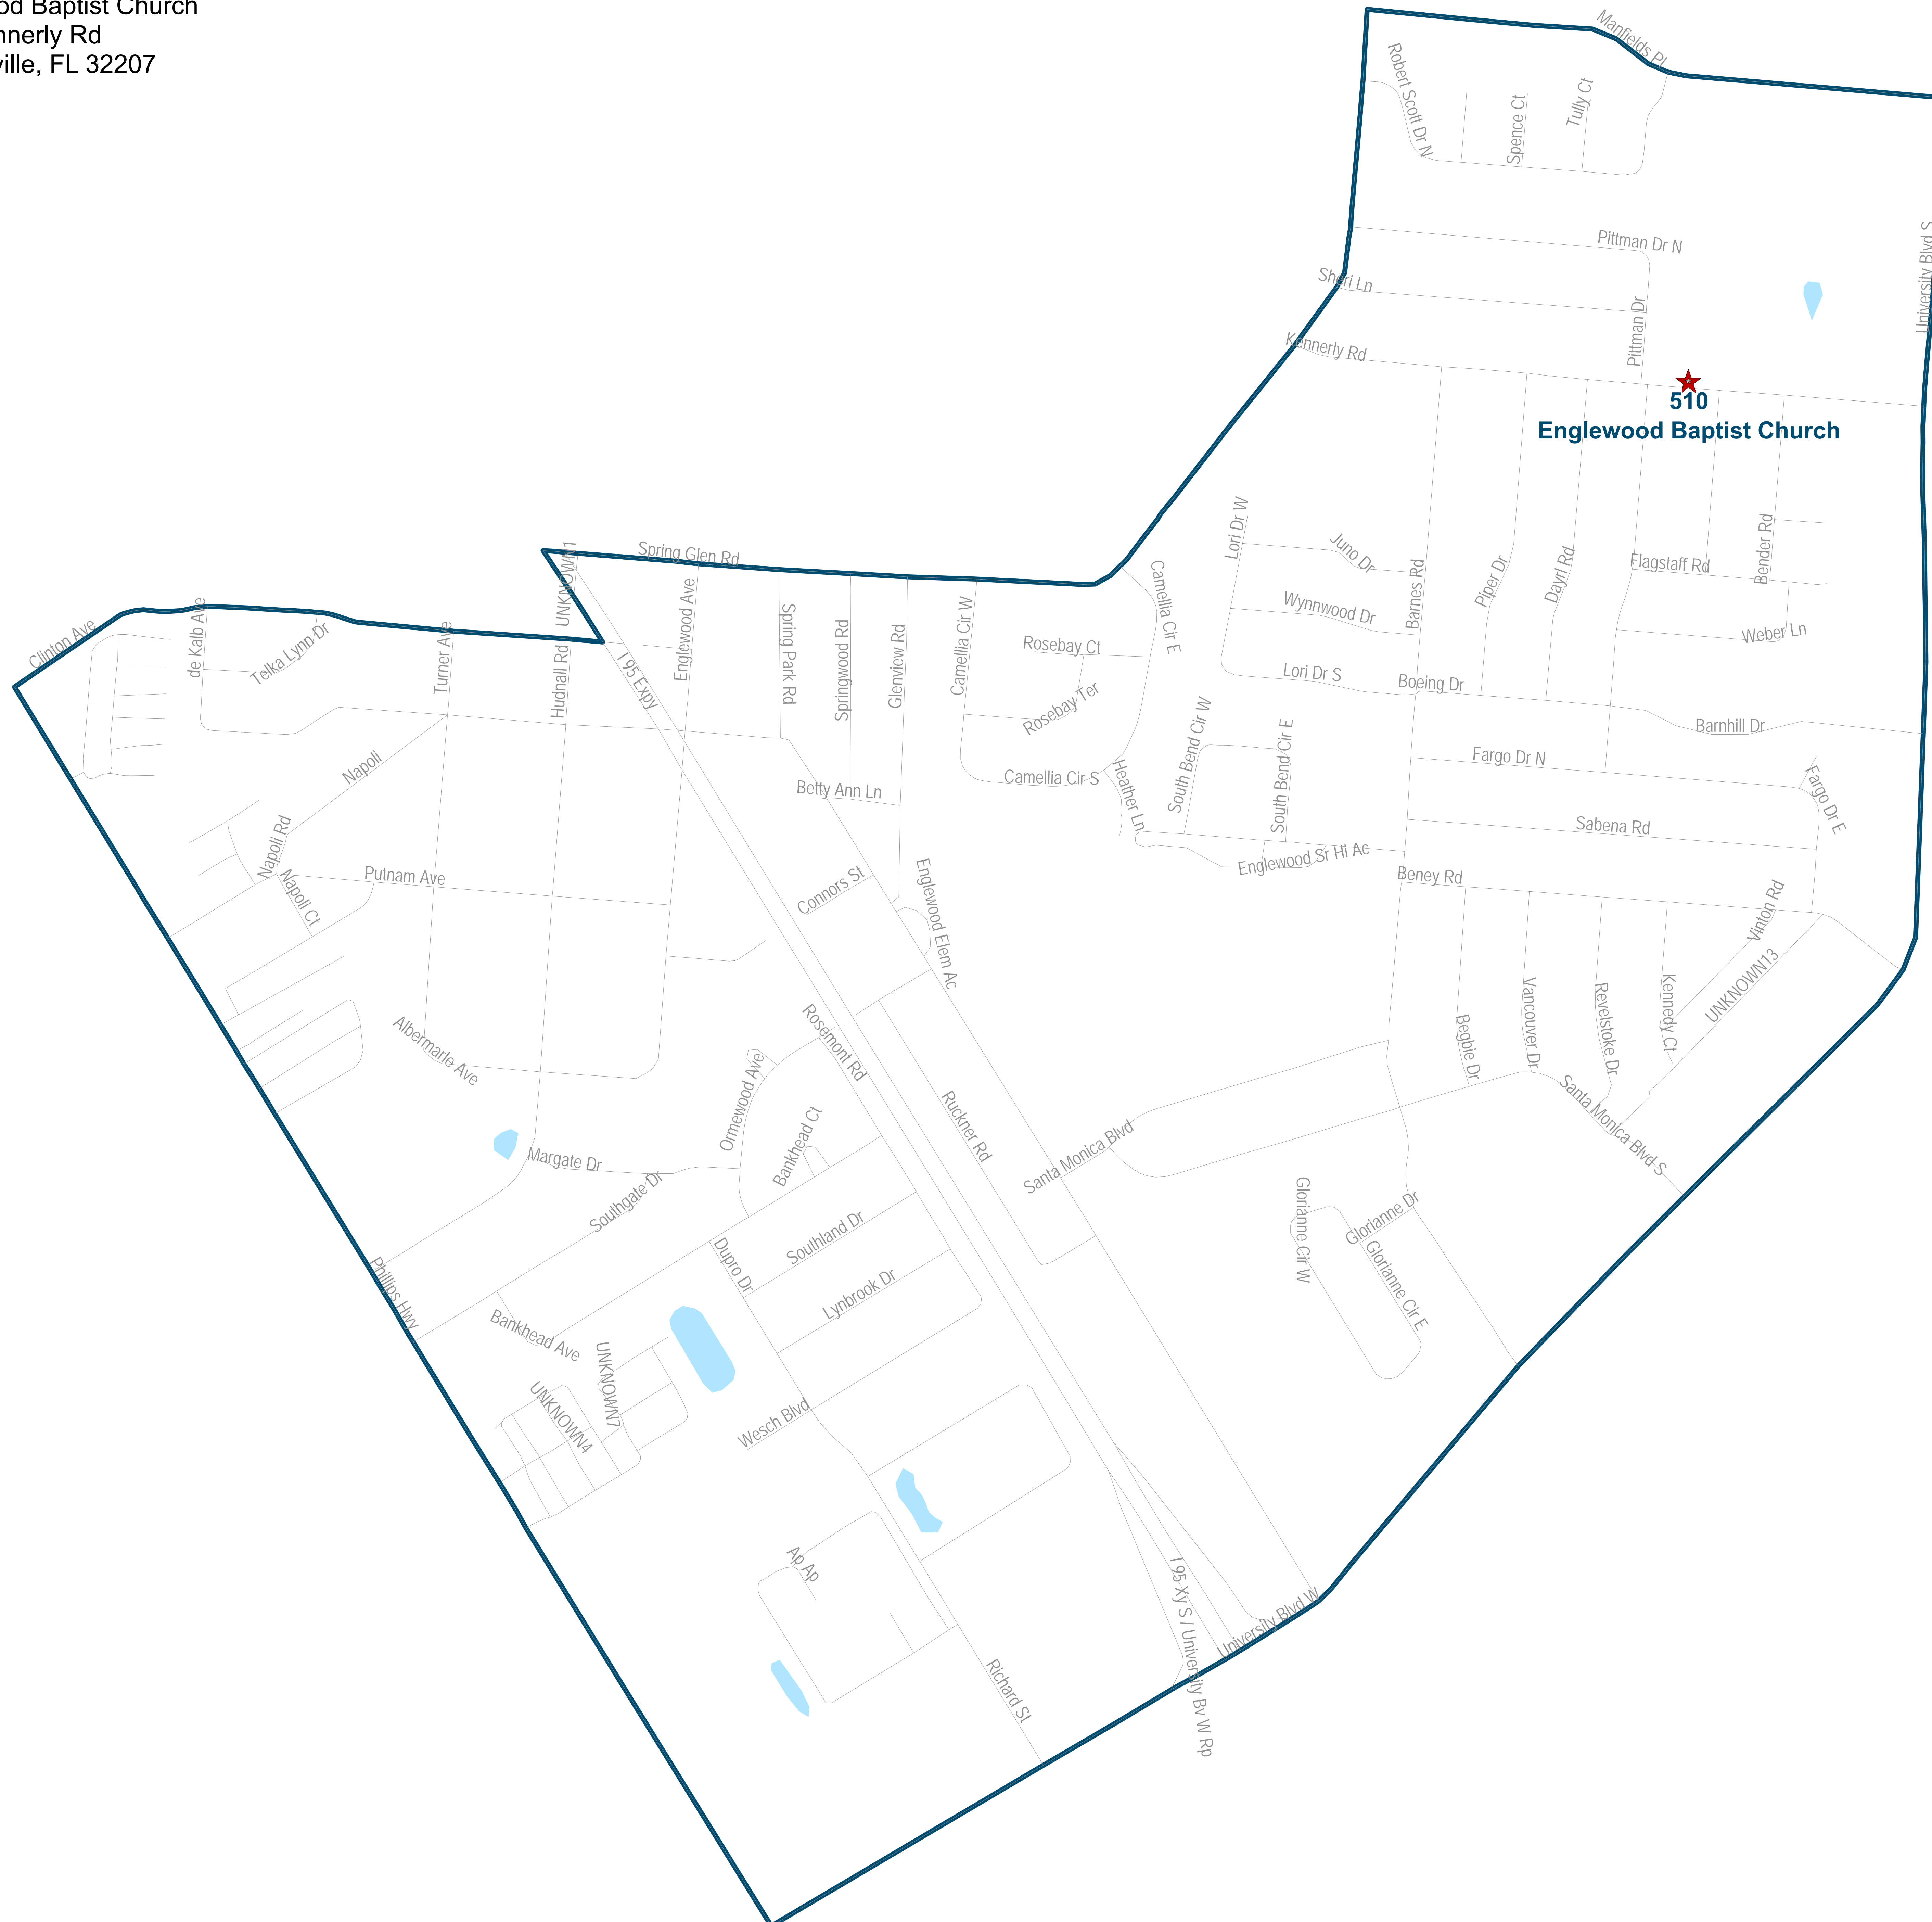 od Baptist Church
nnerly Rd
ville, FL 32207
Manfields Pl
Robert Scott Dr N
Spence Ct
Tully Ct
University Blvd S
Pittman Dr N
Sheri Ln
Pittman Dr
Kennerly Rd
510
Englewood Baptist Church
Lori Dr W
Juno Dr
Barnes Rd
Piper Dr
Dayrl Rd
Flagstaff Rd
Bender Rd
Spring Glen Rd
UNKNOWN1
Camellia Cir E
Wynnwood Dr
Weber Ln
Clinton Ave
de Kalb Ave
Telka Lynn Dr
Turner Ave
Hudnall Rd
I 95 Expy
Englewood Ave
Spring Park Rd
Springwood Rd
Glenview Rd
Camellia Cir W
Rosebay Ct
Rosebay Ter
Lori Dr S
Boeing Dr
Barnhill Dr
South Bend Cir W
South Bend Cir E
Fargo Dr N
Fargo Dr E
Napoli
Betty Ann Ln
Camellia Cir S
Heather Ln
Sabena Rd
Napoli Rd
Napoli Ct
Putnam Ave
Connors St
Englewood Elem Ac
Englewood Sr Hi Ac
Beney Rd
Vinton Rd
UNKNOWN13
Albermarle Ave
Rosemont Rd
Begbie Dr
Vancouver Dr
Revelstoke Dr
Kennedy Ct
Ormewood Ave
Bankhead Ct
Ruckner Rd
Santa Monica Blvd
Santa Monica Blvd S
Margate Dr
Southgate Dr
Southland Dr
Glorianne Cir W
Glorianne Dr
Glorianne Cir E
Phillips Hwy
Dupro Dr
Lynbrook Dr
Bankhead Ave
UNKNOWN7
UNKNOWN4
Wesch Blvd
Ap Ap
I 95 Xy S / University Bv W Rp
University Blvd W
Richard St